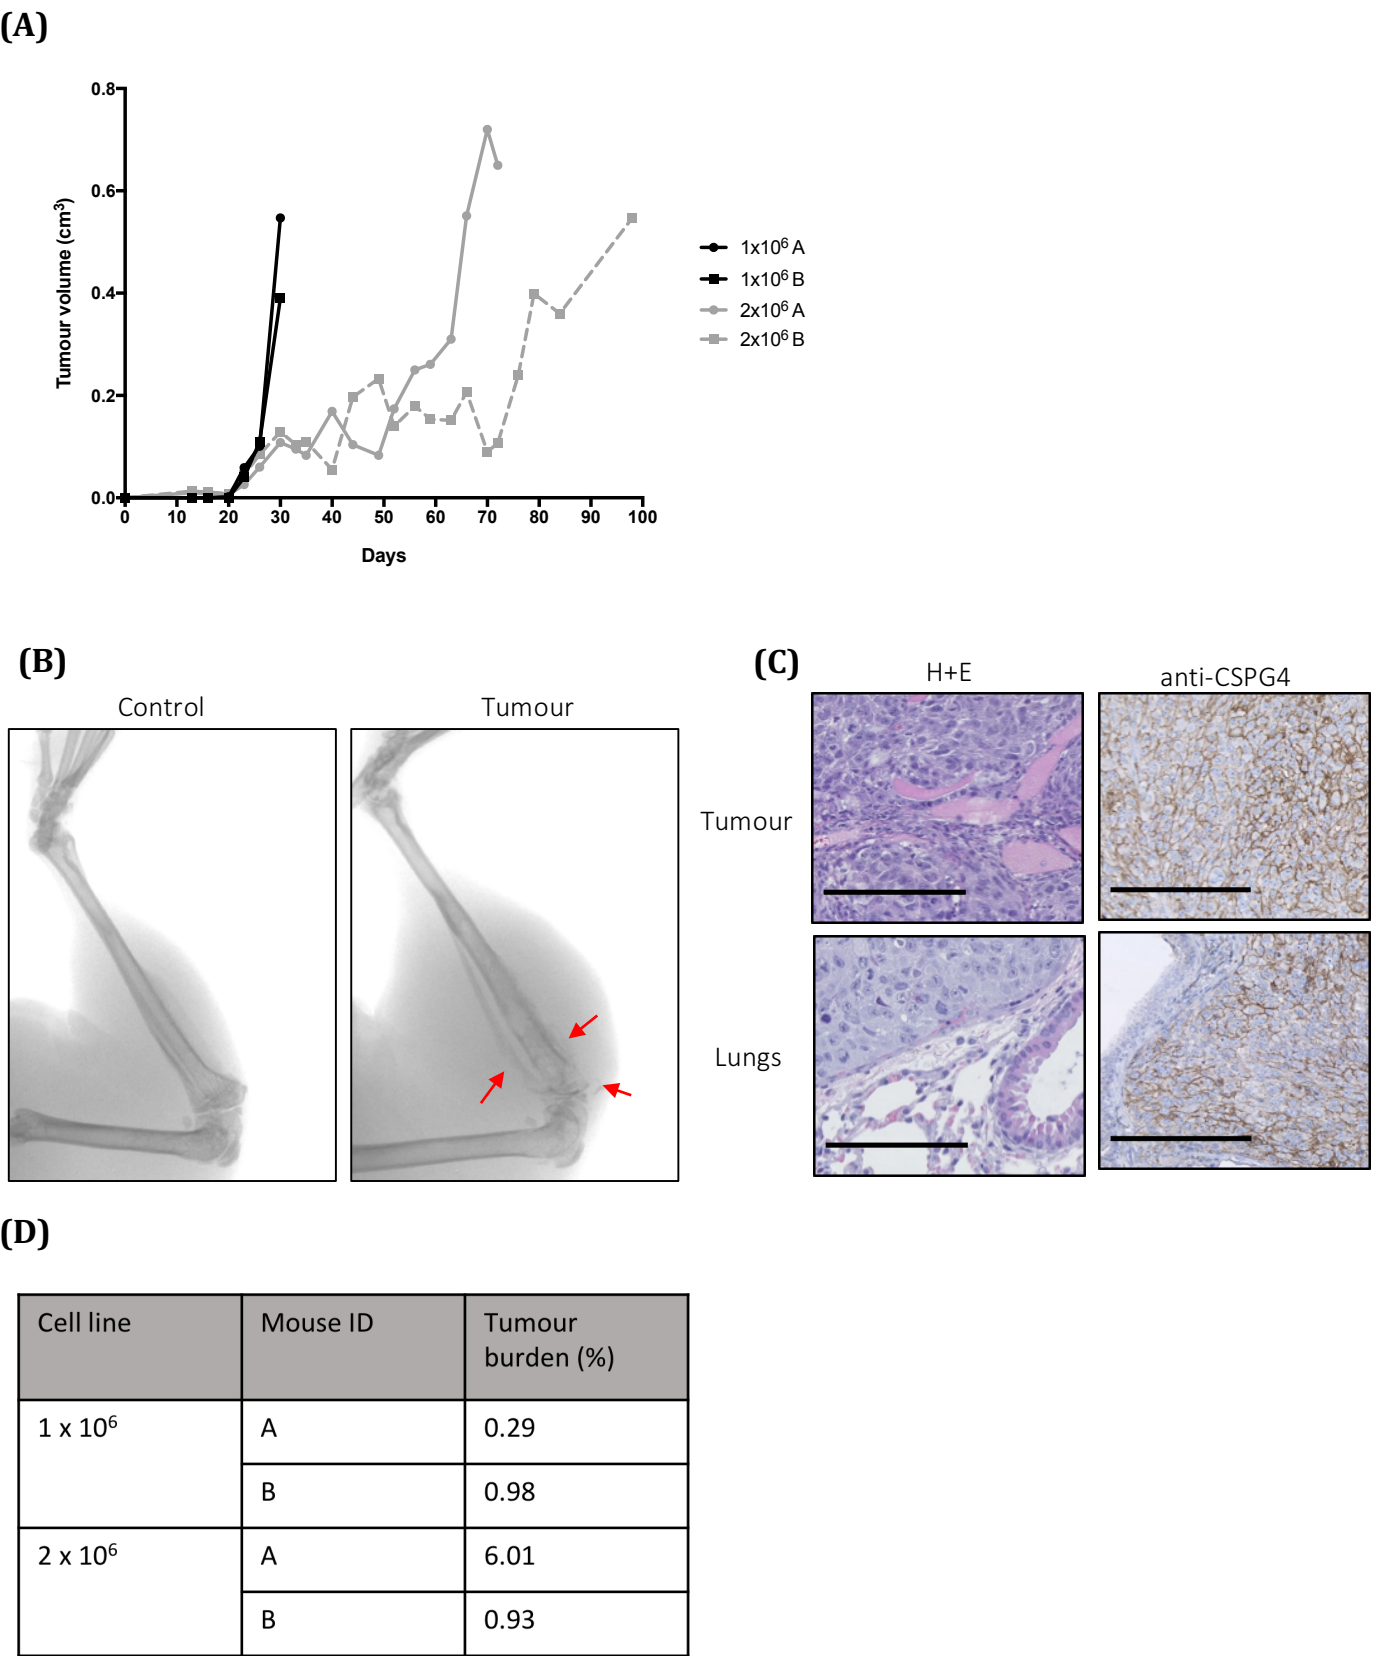 (A)
0.8
0.6
0.4
0.2
0.0
Tumour volume (cm³)
0 10 20 30 40 50 60 70 80 90 100
Days
1x10⁶ A
1x10⁶ B
2x10⁶ A
2x10⁶ B
(B)
Control Tumour
(C)
H+E anti-CSPG4
Tumour
Lungs
(D)
Cell line Mouse ID Tumour
burden (%)
1 x 10⁶ A 0.29
B 0.98
2 x 10⁶ A 6.01
B 0.93